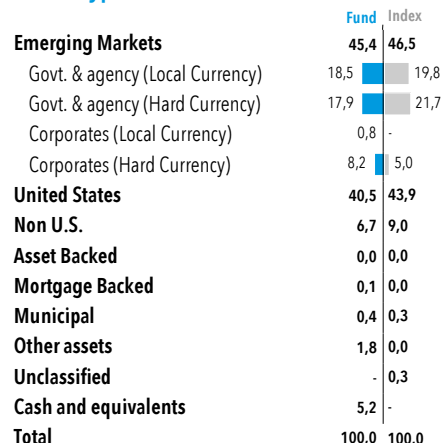 Fund Index
Emerging Markets 45,4 46,5
Govt. & agency (Local Currency) 18,5 19,8
Govt. & agency (Hard Currency) 17,9 21,7
Corporates (Local Currency) 0,8 -
Corporates (Hard Currency) 8,2 5,0
United States 40,5 43,9
Non U.S. 6,7 9,0
Asset Backed 0,0 0,0
Mortgage Backed 0,1 0,0
Municipal 0,4 0,3
Other assets 1,8 0,0
Unclassified - 0,3
Cash and equivalents 5,2 -
Total 100,0 100,0